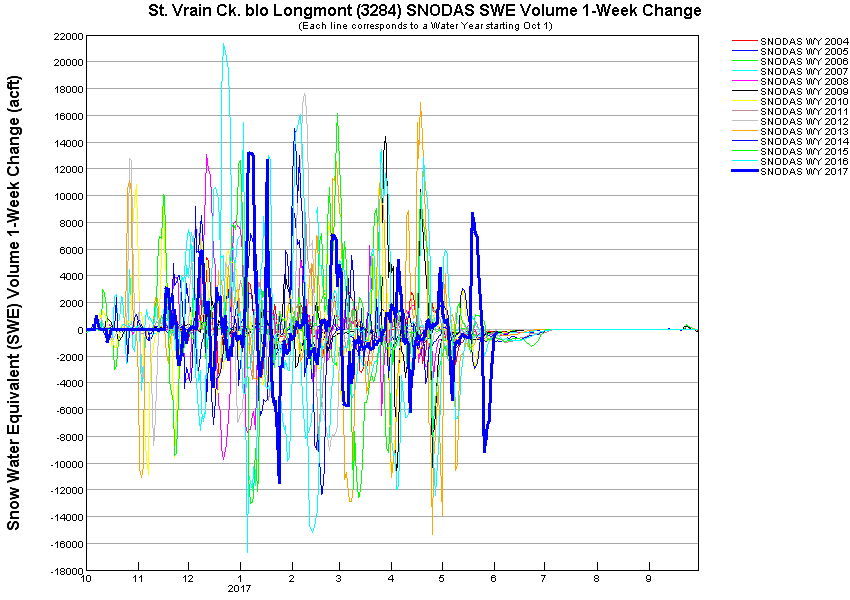 St. Vrain Ck. blo Longmont (3284) SNODAS SWE Volume 1-Week Change
(Each line corresponds to a Water Year starting Oct 1)
Snow Water Equivalent (SWE) Volume 1-Week Change (acft)
22000
20000
18000
16000
14000
12000
10000
8000
6000
4000
2000
0
-2000
-4000
-6000
-8000
-10000
-12000
-14000
-16000
-18000
10 11 12 1 2 3 4 5 6 7 8 9
2017
SNODAS WY 2004
SNODAS WY 2005
SNODAS WY 2006
SNODAS WY 2007
SNODAS WY 2008
SNODAS WY 2009
SNODAS WY 2010
SNODAS WY 2011
SNODAS WY 2012
SNODAS WY 2013
SNODAS WY 2014
SNODAS WY 2015
SNODAS WY 2016
SNODAS WY 2017